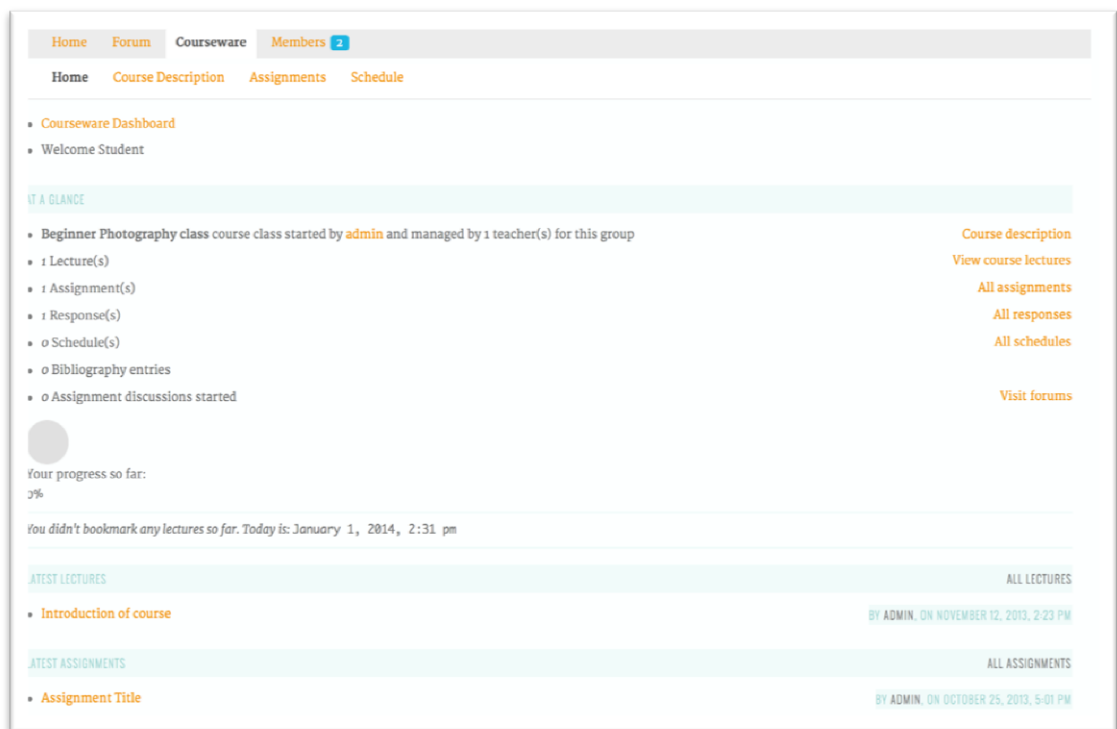 Home Forum Courseware Members 2
Home Course Description Assignments Schedule
Courseware Dashboard
Welcome Student
AT A GLANCE
Beginner Photography class course class started by admin and managed by 1 teacher(s) for this group Course description
1 Lecture(s) View course lectures
1 Assignment(s) All assignments
1 Response(s) All responses
0 Schedule(s) All schedules
0 Bibliography entries
0 Assignment discussions started Visit forums
Your progress so far:
0%
You didn't bookmark any lectures so far. Today is: January 1, 2014, 2:31 pm
LATEST LECTURES ALL LECTURES
Introduction of course BY ADMIN, ON NOVEMBER 12, 2013, 2:23 PM
LATEST ASSIGNMENTS ALL ASSIGNMENTS
Assignment Title BY ADMIN, ON OCTOBER 25, 2013, 5:01 PM